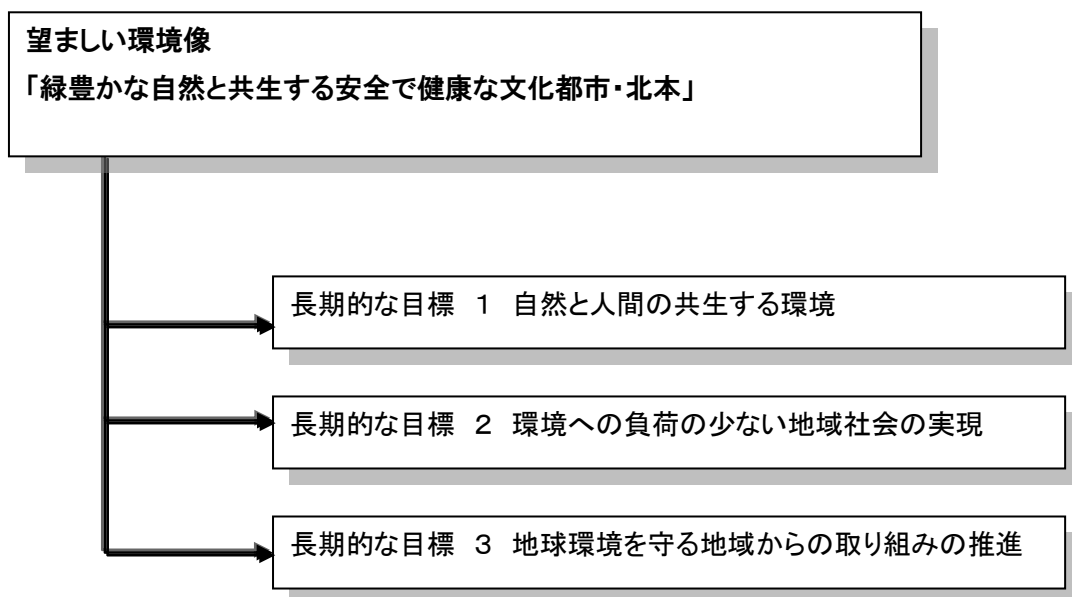 望ましい環境像
「緑豊かな自然と共生する安全で健康な文化都市・北本」
長期的な目標　１　自然と人間の共生する環境
長期的な目標　２　環境への負荷の少ない地域社会の実現
長期的な目標　３　地球環境を守る地域からの取り組みの推進